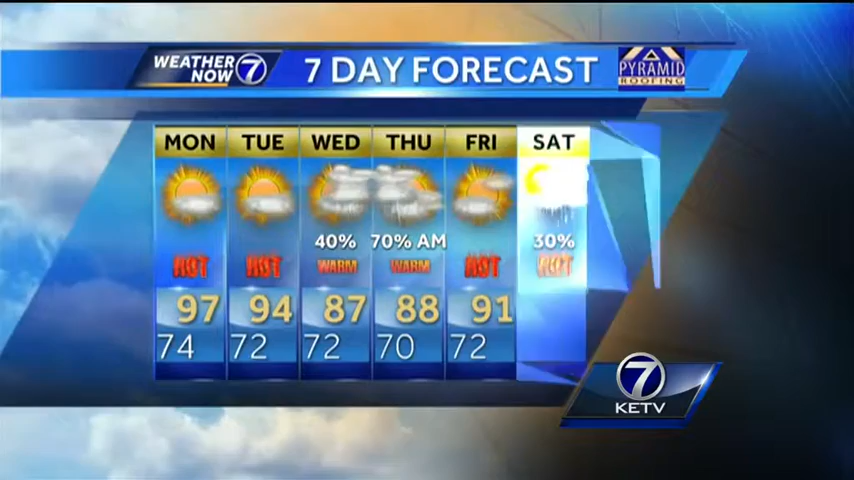 WEATHER
NOW 7
7 DAY FORECAST
PYRAMID
ROOFING
MON TUE WED THU FRI SAT
40% 70% AM 30%
HOT HOT WARM WARM HOT HOT
97 94 87 88 91
74 72 72 70 72
7
KETV